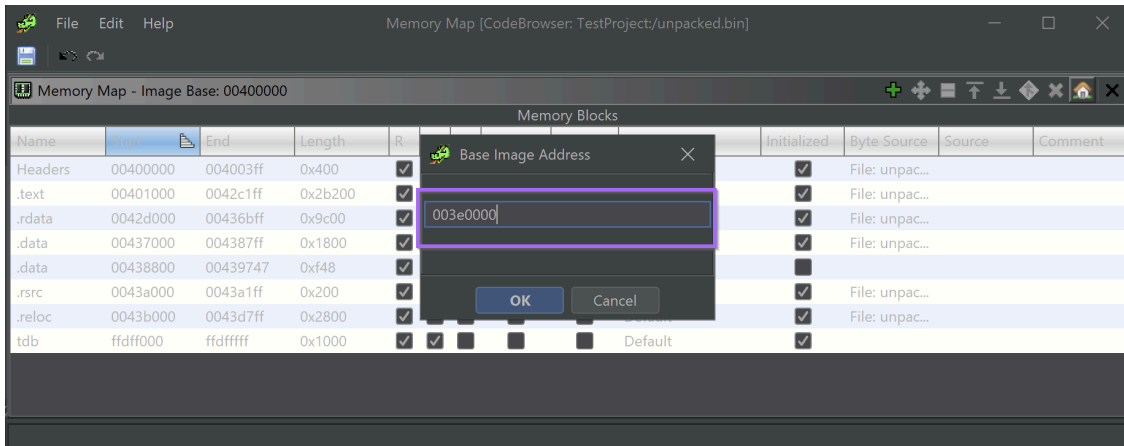 File Edit Help Memory Map [CodeBrowser: TestProject:/unpacked.bin]
Memory Map - Image Base: 00400000
Memory Blocks
Name Start End Length R Initialized Byte Source Source Comment
Headers 00400000 004003ff 0x400 File: unpac...
.text 00401000 0042c1ff 0x2b200 File: unpac...
.rdata 0042d000 00436bff 0x9c00 File: unpac...
.data 00437000 004387ff 0x1800 File: unpac...
.data 00438800 00439747 0xf48
.rsrc 0043a000 0043a1ff 0x200 File: unpac...
.reloc 0043b000 0043d7ff 0x2800 Default File: unpac...
tdb ffdff000 ffdfffff 0x1000 Default
Base Image Address
003e0000
OK Cancel